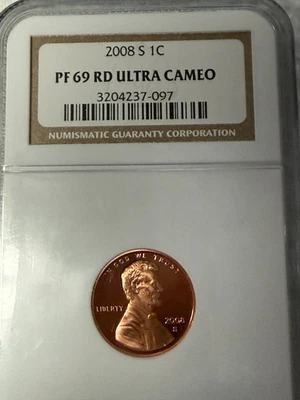 2008 S 1C
PF 69 RD ULTRA CAMEO
3204237-097
NUMISMATIC GUARANTY CORPORATION
IN GOD WE TRUST
LIBERTY
2008
S